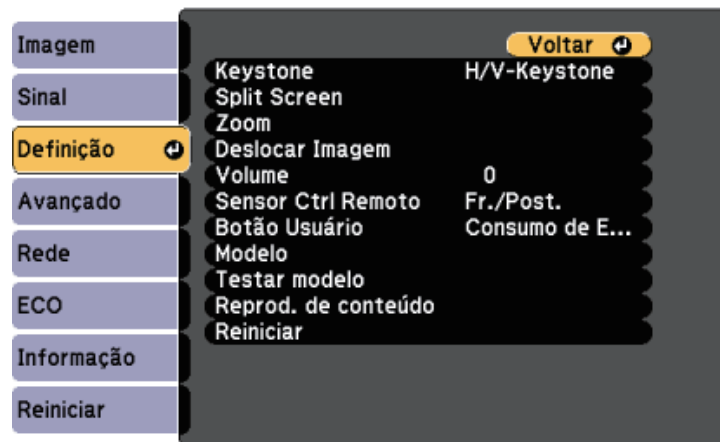 Imagem
Sinal
Definição
Avançado
Rede
ECO
Informação
Reiniciar
Voltar
Keystone H/V-Keystone
Split Screen
Zoom
Deslocar Imagem
Volume 0
Sensor Ctrl Remoto Fr./Post.
Botão Usuário Consumo de E...
Modelo
Testar modelo
Reprod. de conteúdo
Reiniciar